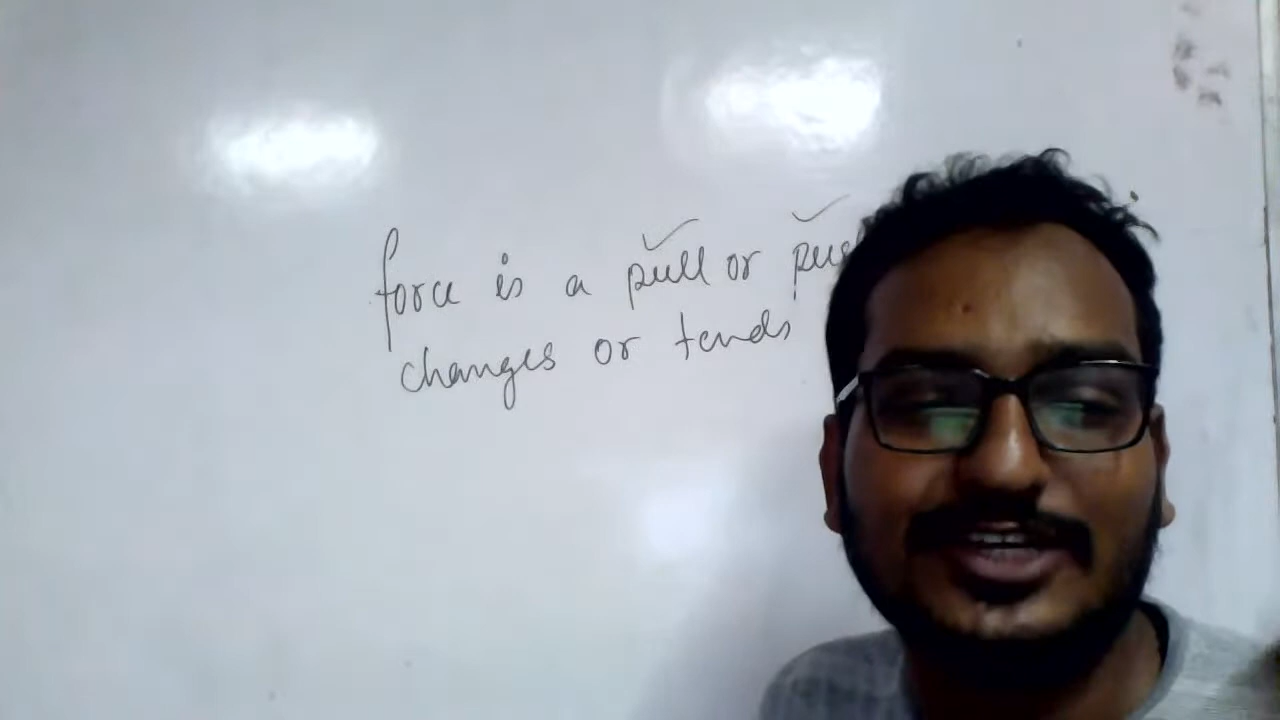 force is a pull or
changes or tends